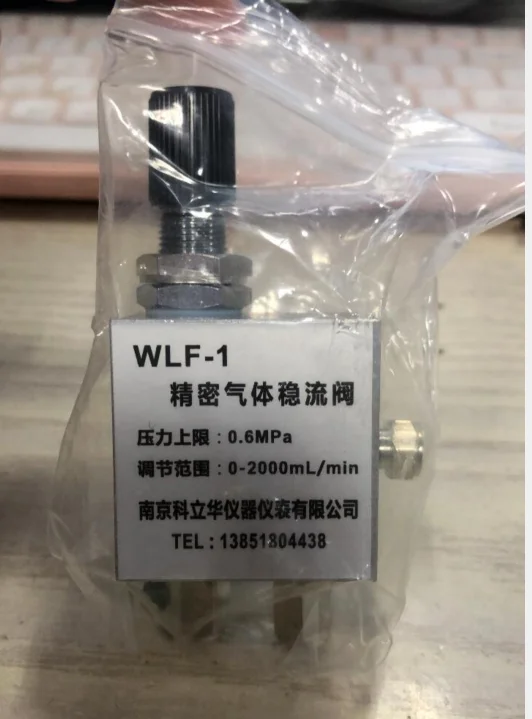 WLF-1
精密气体稳流阀
压力上限：0.6MPa
调节范围：0-2000mL/min
南京科立华仪器仪表有限公司
TEL：13851804438